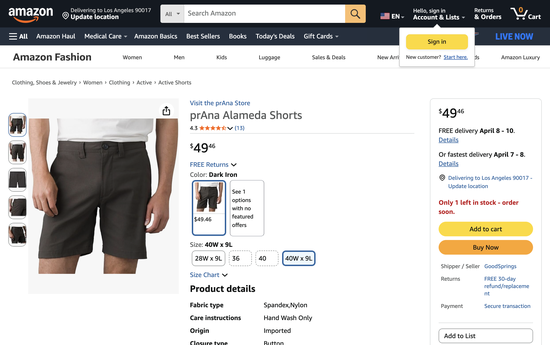 amazon
Delivering to Los Angeles 90017
Update location
All
Search Amazon
EN
Hello, sign in
Account & Lists
Returns
& Orders
0
Cart
All
Amazon Haul
Medical Care
Amazon Basics
Best Sellers
Books
Today's Deals
Gift Cards
LIVE NOW
Sign in
New customer? Start here.
Amazon Fashion
Women
Men
Kids
Luggage
Sales & Deals
New Arri
ds
Amazon Luxury
Clothing, Shoes & Jewelry › Women › Clothing › Active › Active Shorts
Visit the prAna Store
prAna Alameda Shorts
4.3 (13)
$49 46
FREE Returns
Color: Dark Iron
$49.46
See 1
options
with no
featured
offers
Size: 40W x 9L
28W x 9L
36
40
40W x 9L
Size Chart
Product details
Fabric type Spandex,Nylon
Care instructions Hand Wash Only
Origin Imported
Closure type Button
$49 46
FREE delivery April 8 - 10.
Details
Or fastest delivery April 7 - 8.
Details
Delivering to Los Angeles 90017 -
Update location
Only 1 left in stock - order
soon.
Add to cart
Buy Now
Shipper / Seller GoodSprings
Returns FREE 30-day
refund/replaceme
nt
Payment Secure transaction
Add to List